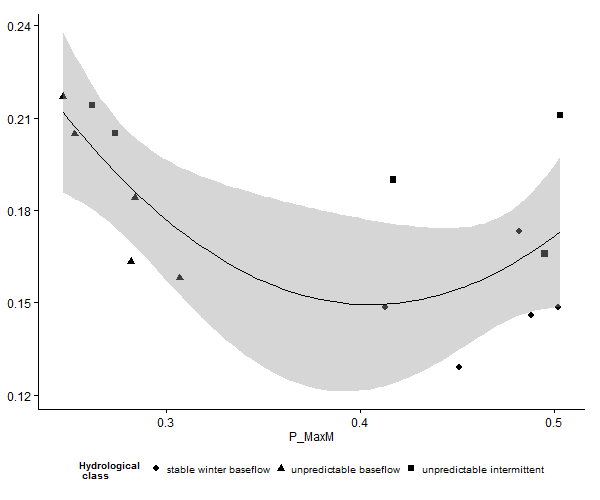 0.24
0.21
0.18
0.15
0.12
0.3 0.4 0.5
P_MaxM
Hydrological
class
stable winter baseflow unpredictable baseflow unpredictable intermittent